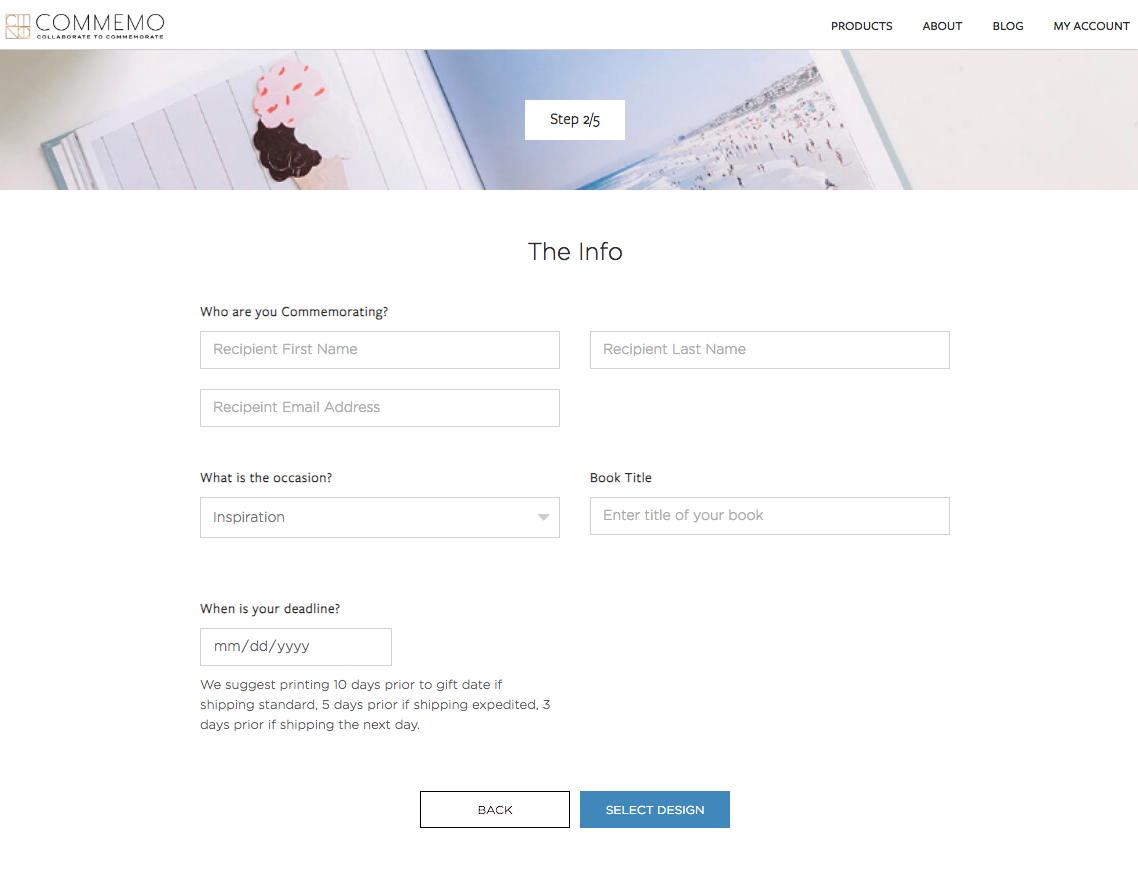 COMMEMO
COLLABORATE TO COMMEMORATE
PRODUCTS ABOUT BLOG MY ACCOUNT
Step 2/5
The Info
Who are you Commemorating?
Recipient First Name Recipient Last Name
Recipeint Email Address
What is the occasion? Book Title
Inspiration Enter title of your book
When is your deadline?
mm/dd/yyyy
We suggest printing 10 days prior to gift date if
shipping standard, 5 days prior if shipping expedited, 3
days prior if shipping the next day.
BACK SELECT DESIGN